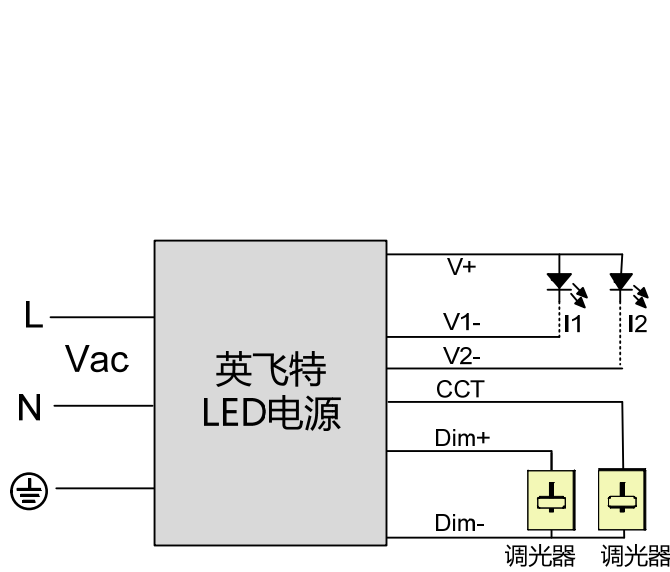 V+
I1
I2
L
V1-
Vac
V2-
英飞特
LED电源
CCT
N
Dim+
Dim-
调光器
调光器